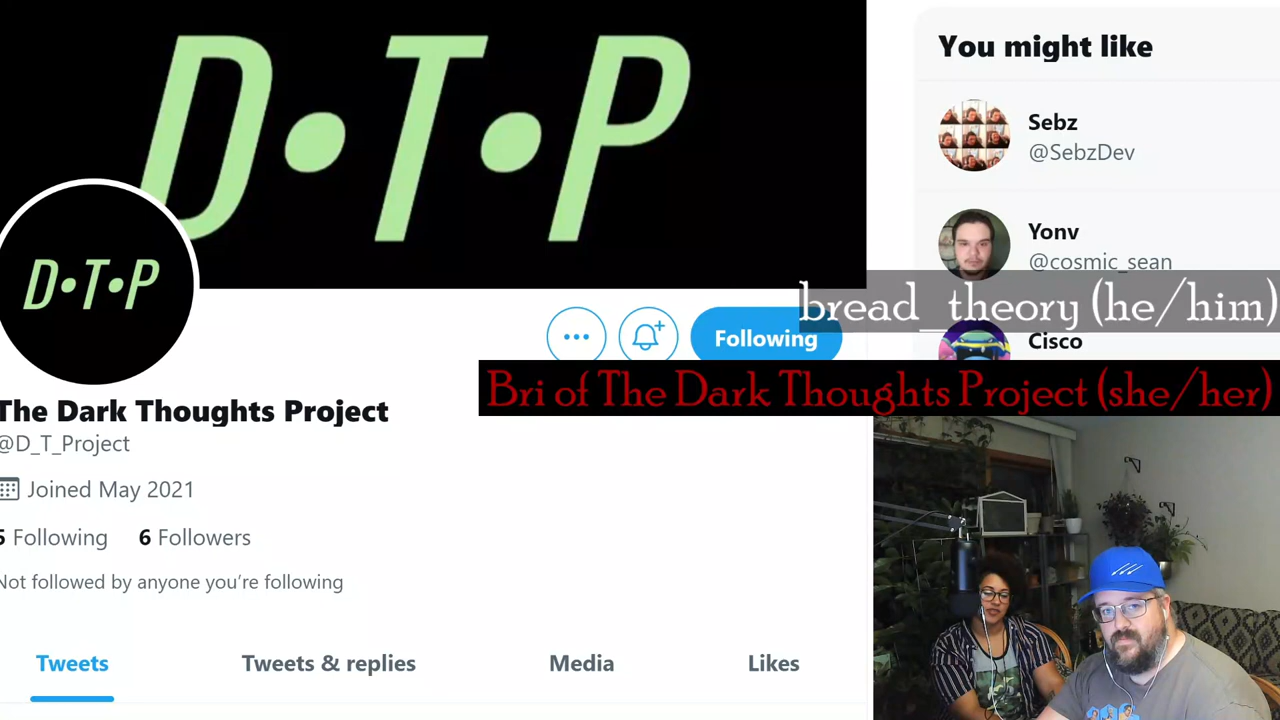 D•T•P
D•T•P
Following
The Dark Thoughts Project
@D_T_Project
Joined May 2021
5 Following 6 Followers
Not followed by anyone you're following
Tweets Tweets & replies Media Likes
You might like
Sebz
@SebzDev
Yonv
@cosmic_sean
bread_theory (he/him)
Cisco
Bri of The Dark Thoughts Project (she/her)